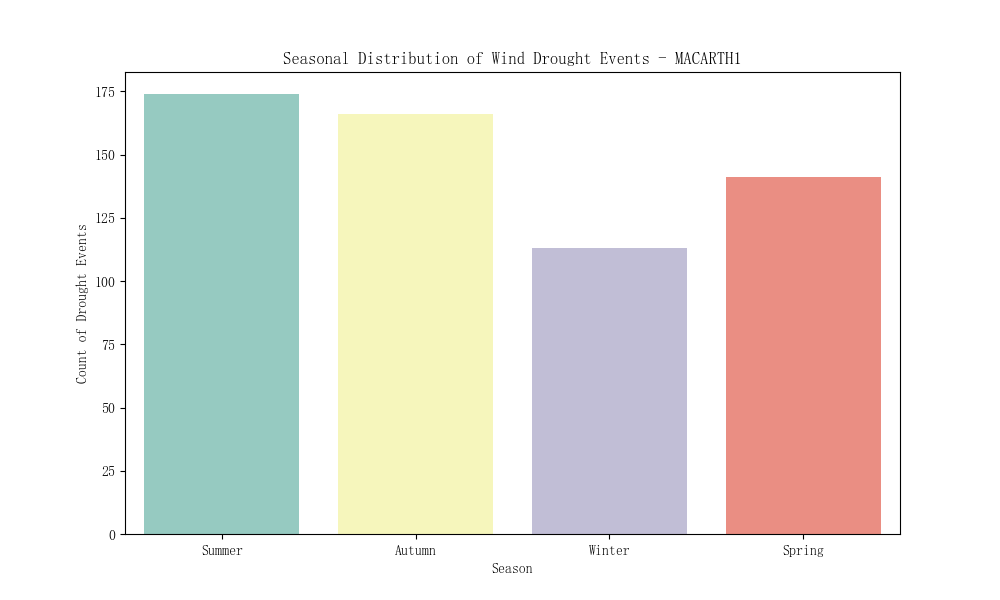 Seasonal Distribution of Wind Drought Events - MACARTH1
175
150
125
100
75
50
25
0
Count of Drought Events
Summer Autumn Winter Spring
Season